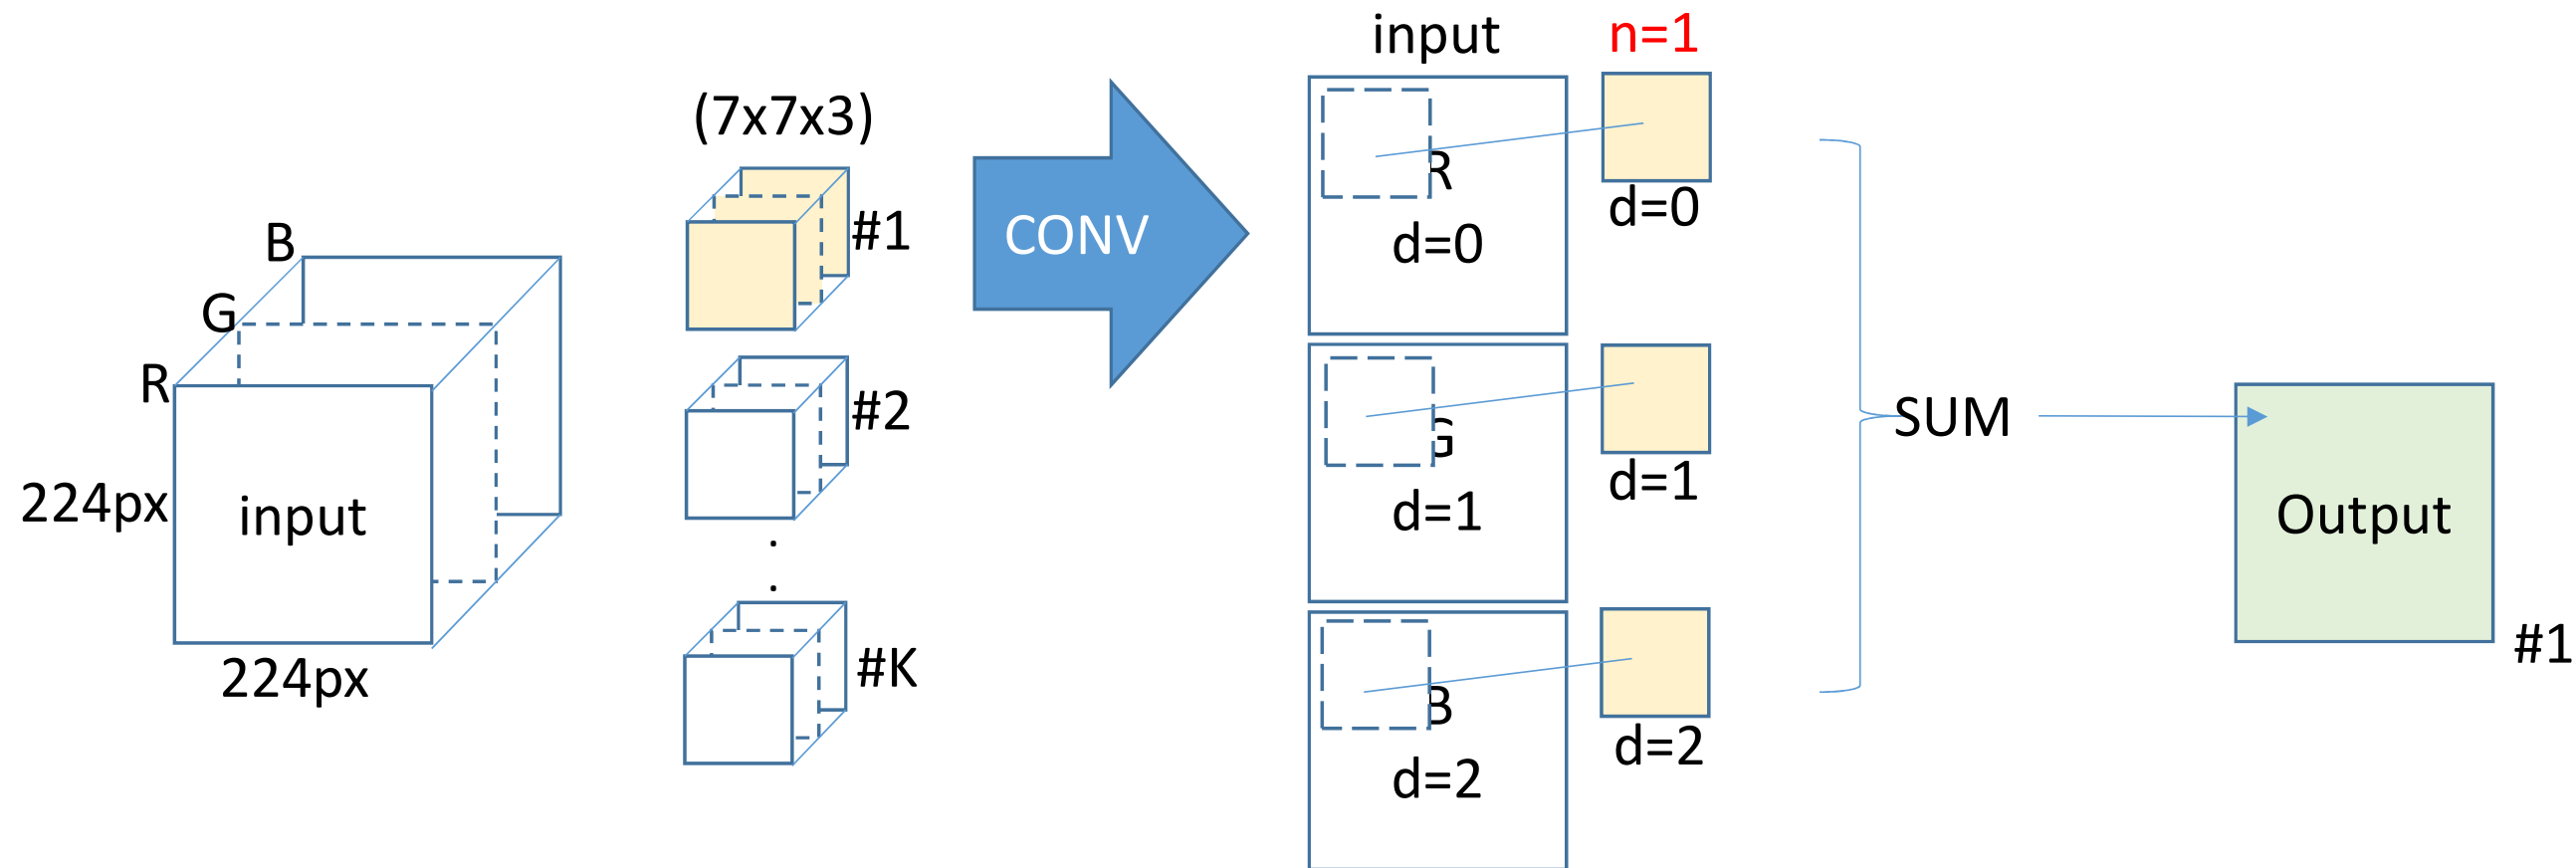 B
G
R
224px
input
224px
(7x7x3)
#1
#2
.
.
#K
CONV
input
n=1
R
d=0
d=0
G
d=1
d=1
B
d=2
d=2
SUM
Output
#1